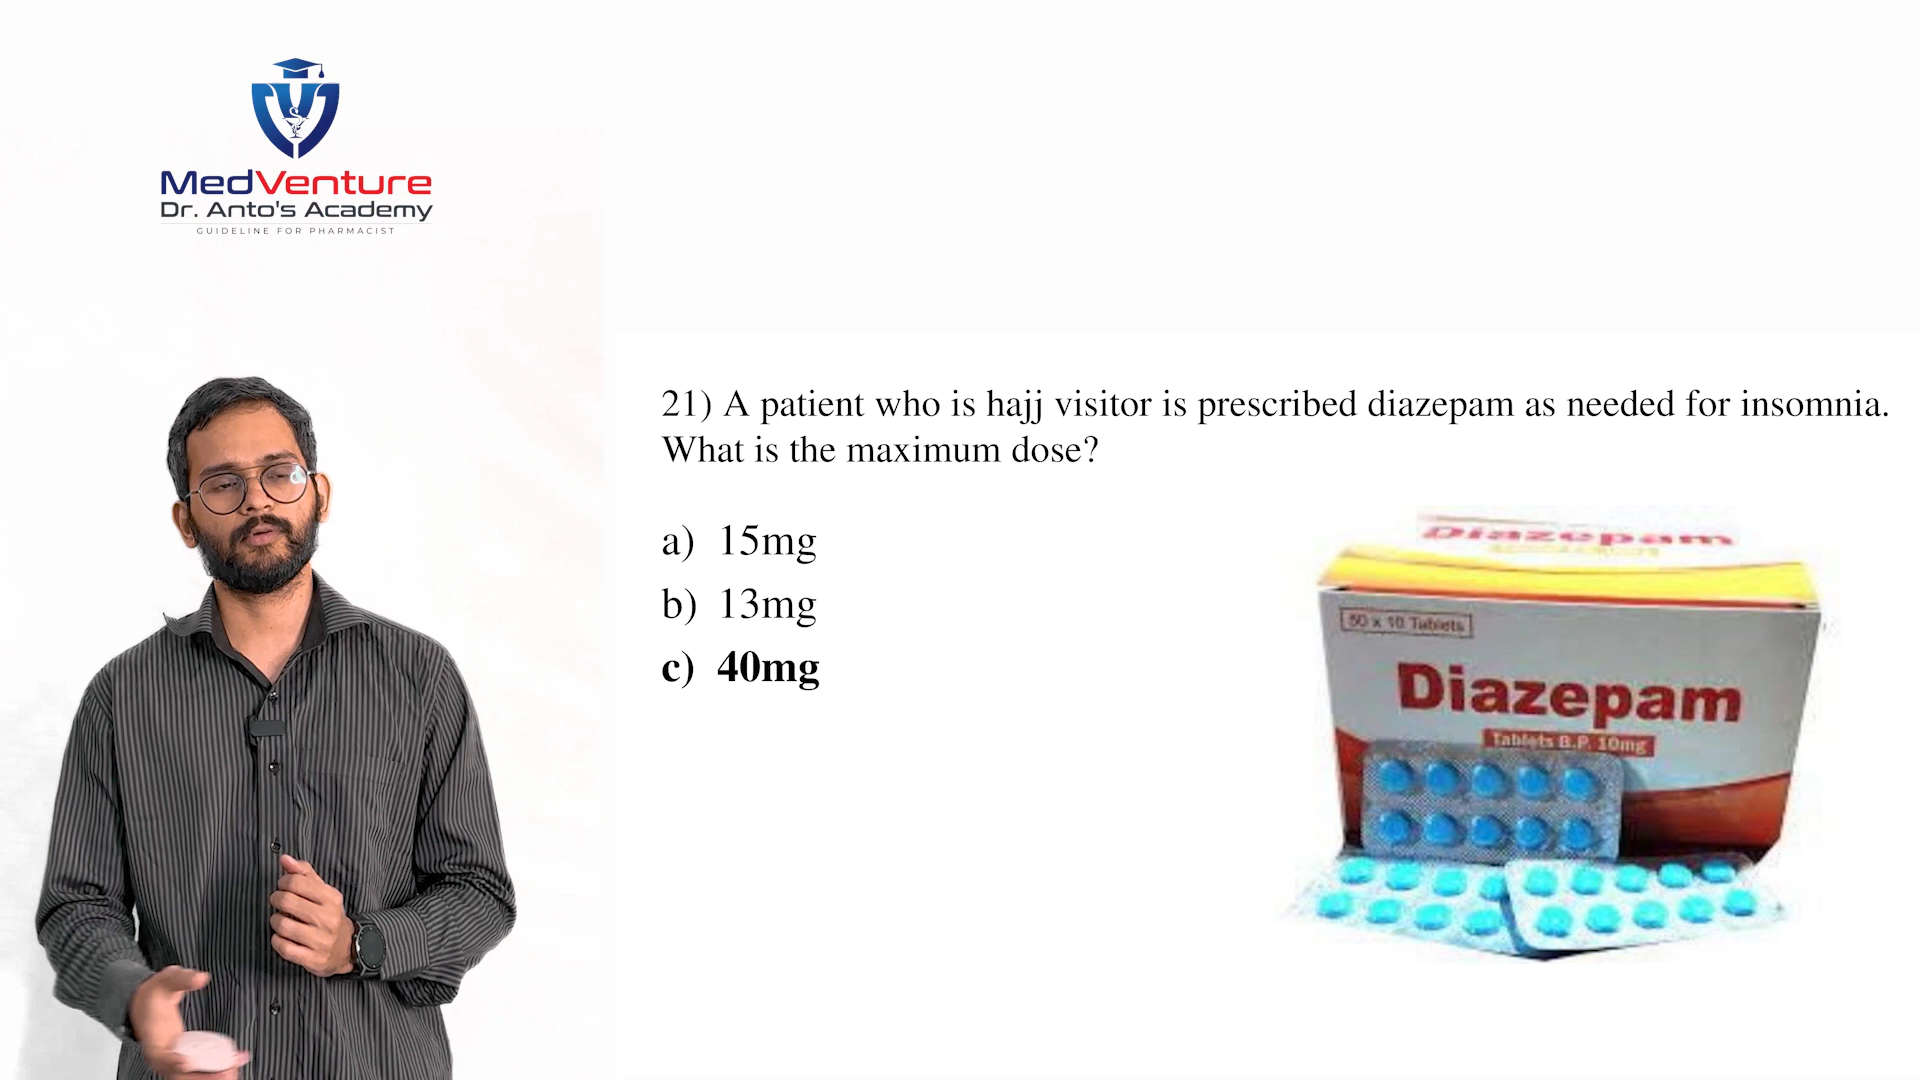 MedVenture
Dr. Anto's Academy
GUIDELINE FOR PHARMACIST
21) A patient who is hajj visitor is prescribed diazepam as needed for insomnia.
What is the maximum dose?
a) 15mg
b) 13mg
c) 40mg
Diazepam
50 x 10 Tablets
Diazepam
Tablets B.P. 10mg